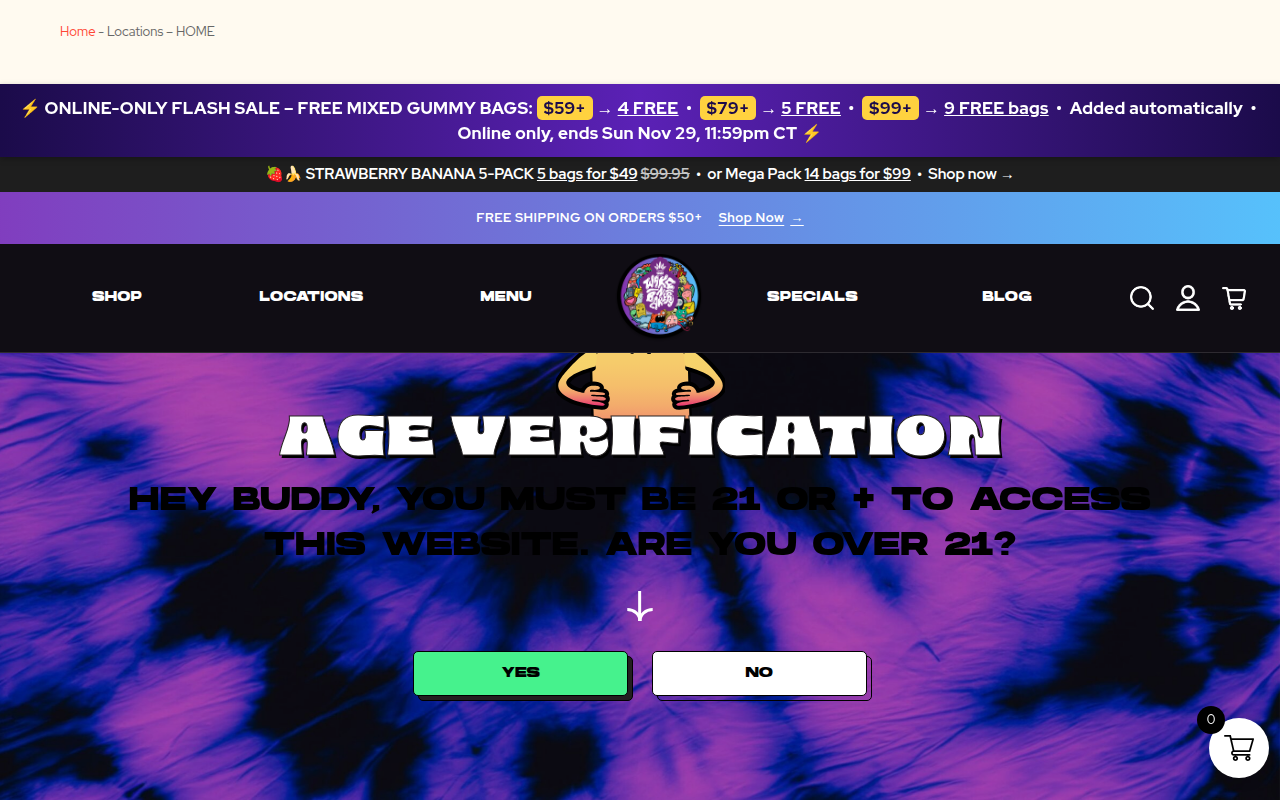 Home - Locations – HOME
⚡ ONLINE-ONLY FLASH SALE – FREE MIXED GUMMY BAGS: $59+ → 4 FREE • $79+ → 5 FREE • $99+ → 9 FREE bags • Added automatically •
Online only, ends Sun Nov 29, 11:59pm CT ⚡
🍓🍌 STRAWBERRY BANANA 5-PACK 5 bags for $49 $99.95 • or Mega Pack 14 bags for $99 • Shop now →
FREE SHIPPING ON ORDERS $50+ Shop Now →
SHOP LOCATIONS MENU SPECIALS BLOG
AGE VERIFICATION
HEY BUDDY, YOU MUST BE 21 OR + TO ACCESS
THIS WEBSITE. ARE YOU OVER 21?
YES NO
0